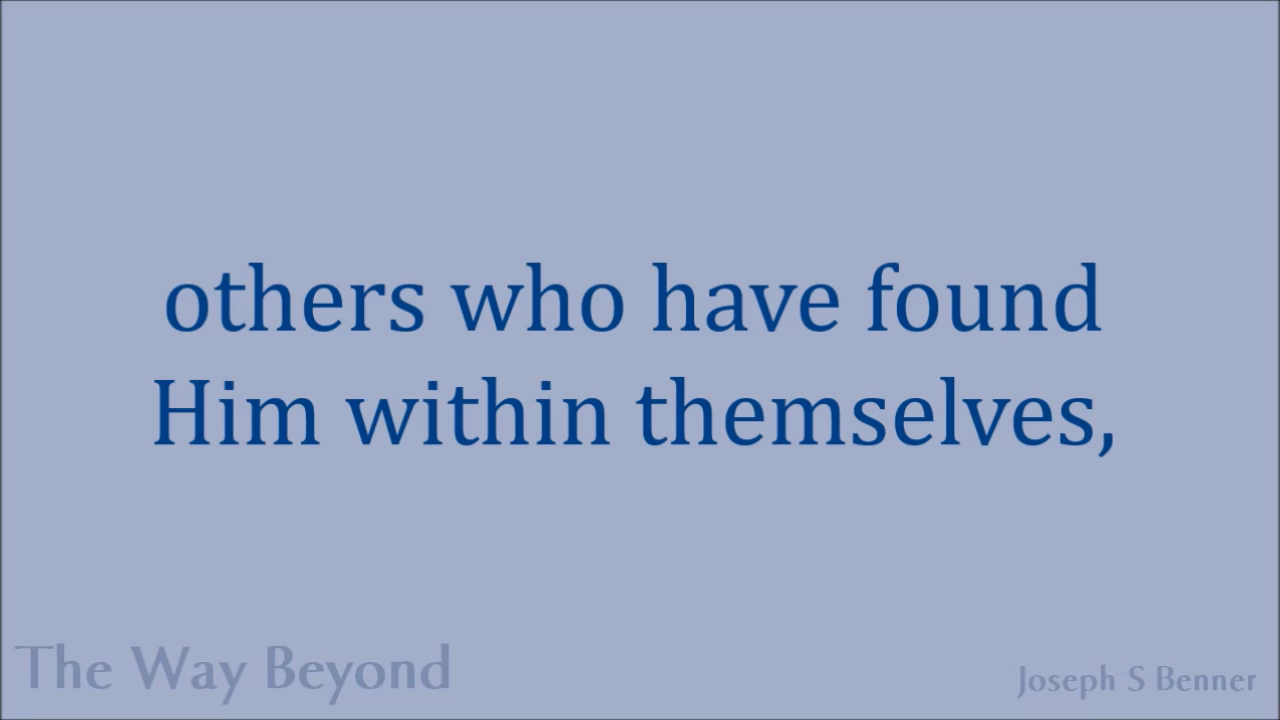 others who have found
Him within themselves,
The Way Beyond
Joseph S Benner